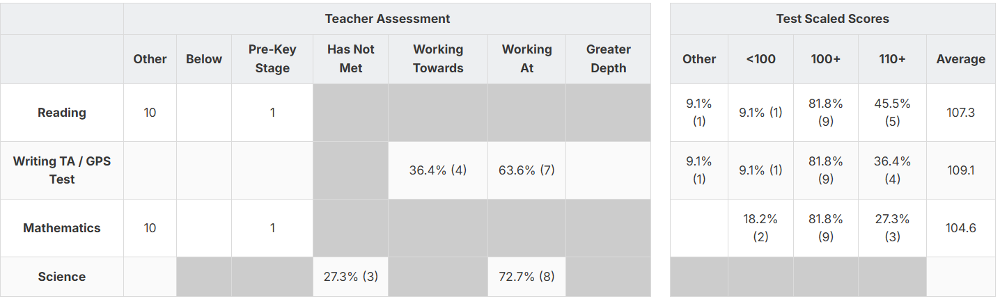 Teacher Assessment
Test Scaled Scores
Other
Below
Pre-Key
Stage
Has Not
Met
Working
Towards
Working
At
Greater
Depth
Other
<100
100+
110+
Average
Reading
10
1
9.1%
(1)
9.1% (1)
81.8%
(9)
45.5%
(5)
107.3
Writing TA / GPS
Test
36.4% (4)
63.6% (7)
9.1%
(1)
9.1% (1)
81.8%
(9)
36.4%
(4)
109.1
Mathematics
10
1
18.2%
(2)
81.8%
(9)
27.3%
(3)
104.6
Science
27.3% (3)
72.7% (8)